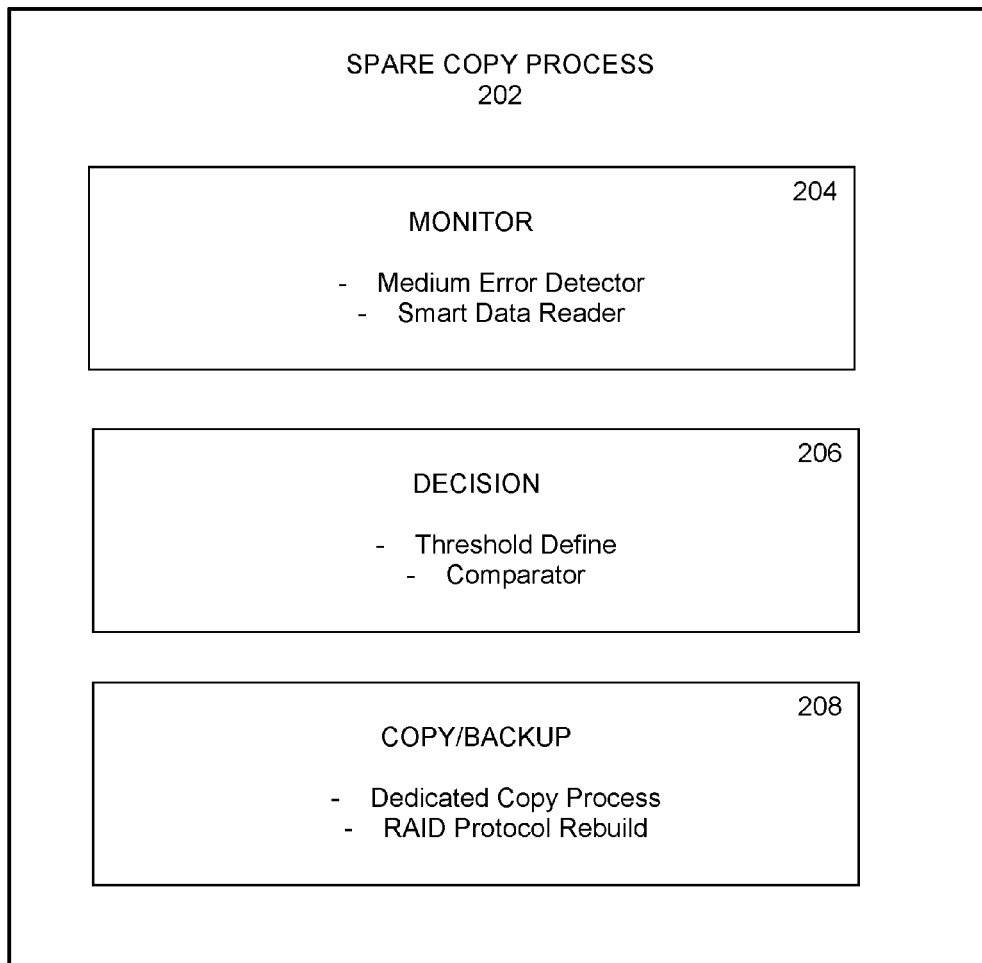 SPARE COPY PROCESS
202
204
MONITOR
- Medium Error Detector
- Smart Data Reader
206
DECISION
- Threshold Define
- Comparator
208
COPY/BACKUP
- Dedicated Copy Process
- RAID Protocol Rebuild